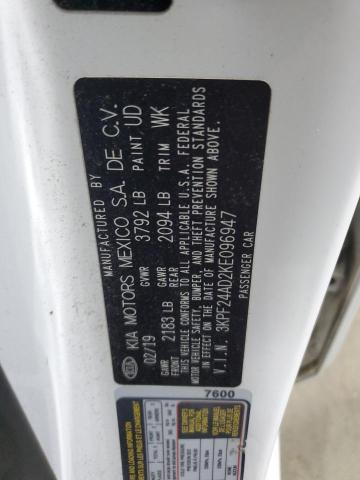 MANUFACTURED BY
KIA KIA MOTORS MEXICO S.A. DE C.V.
02/19 GVWR 3792 LB PAINT UD
GAWR FRONT 2183 LB GAWR REAR 2094 LB TRIM WK
THIS VEHICLE CONFORMS TO ALL APPLICABLE U.S.A. FEDERAL
MOTOR VEHICLE SAFETY, BUMPER, AND THEFT PREVENTION STANDARDS
IN EFFECT ON THE DATE OF MANUFACTURE SHOWN ABOVE.
V.I.N. 3KPF24AD2KE096947
PASSENGER CAR
7600